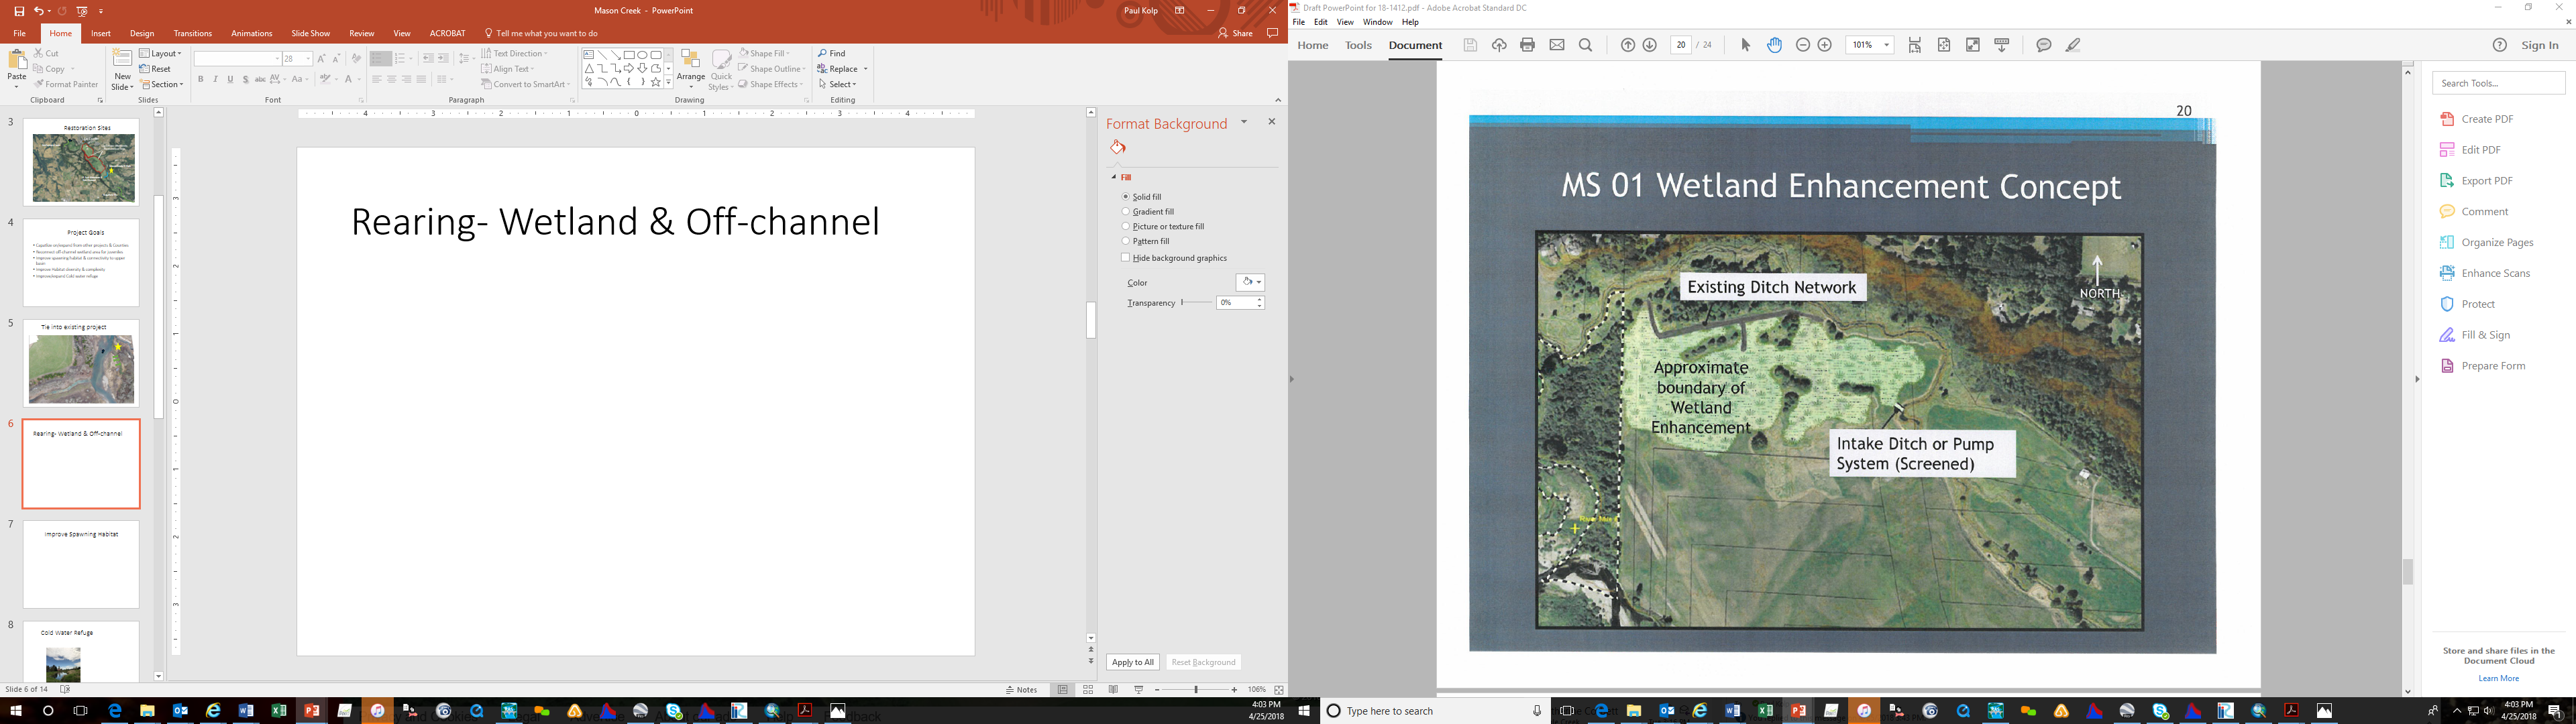 Mason Creek - PowerPoint
Paul Kolp
File Home Insert Design Transitions Animations Slide Show Review View ACROBAT Tell me what you want to do
Share
Paste
Cut
Copy
Format Painter
Clipboard
New
Slide
Layout
Reset
Section
Slides
28
Font
Text Direction
Align Text
Convert to SmartArt
Paragraph
Arrange
Quick
Styles
Shape Fill
Shape Outline
Shape Effects
Drawing
Find
Replace
Select
Editing
3
Restoration Sites
4
Project Goals
5
Tie into existing project
6
Rearing- Wetland & Off-channel
7
Improve Spawning Habitat
8
Cold Water Refuge
Rearing- Wetland & Off-channel
Format Background
Fill
Solid fill
Gradient fill
Picture or texture fill
Pattern fill
Hide background graphics
Color
Transparency 0%
Apply to All Reset Background
Slide 6 of 14
Notes
106%
4:03 PM
4/25/2018
Draft PowerPoint for 18-1412.pdf - Adobe Acrobat Standard DC
File Edit View Window Help
Home Tools Document
20 / 24
101%
Sign In
20
MS 01 Wetland Enhancement Concept
Existing Ditch Network
NORTH
Approximate
boundary of
Wetland
Enhancement
Intake Ditch or Pump
System (Screened)
Search Tools...
Create PDF
Edit PDF
Export PDF
Comment
Organize Pages
Enhance Scans
Protect
Fill & Sign
Prepare Form
Store and share files in the
Document Cloud
Learn More
Type here to search
4:03 PM
4/25/2018